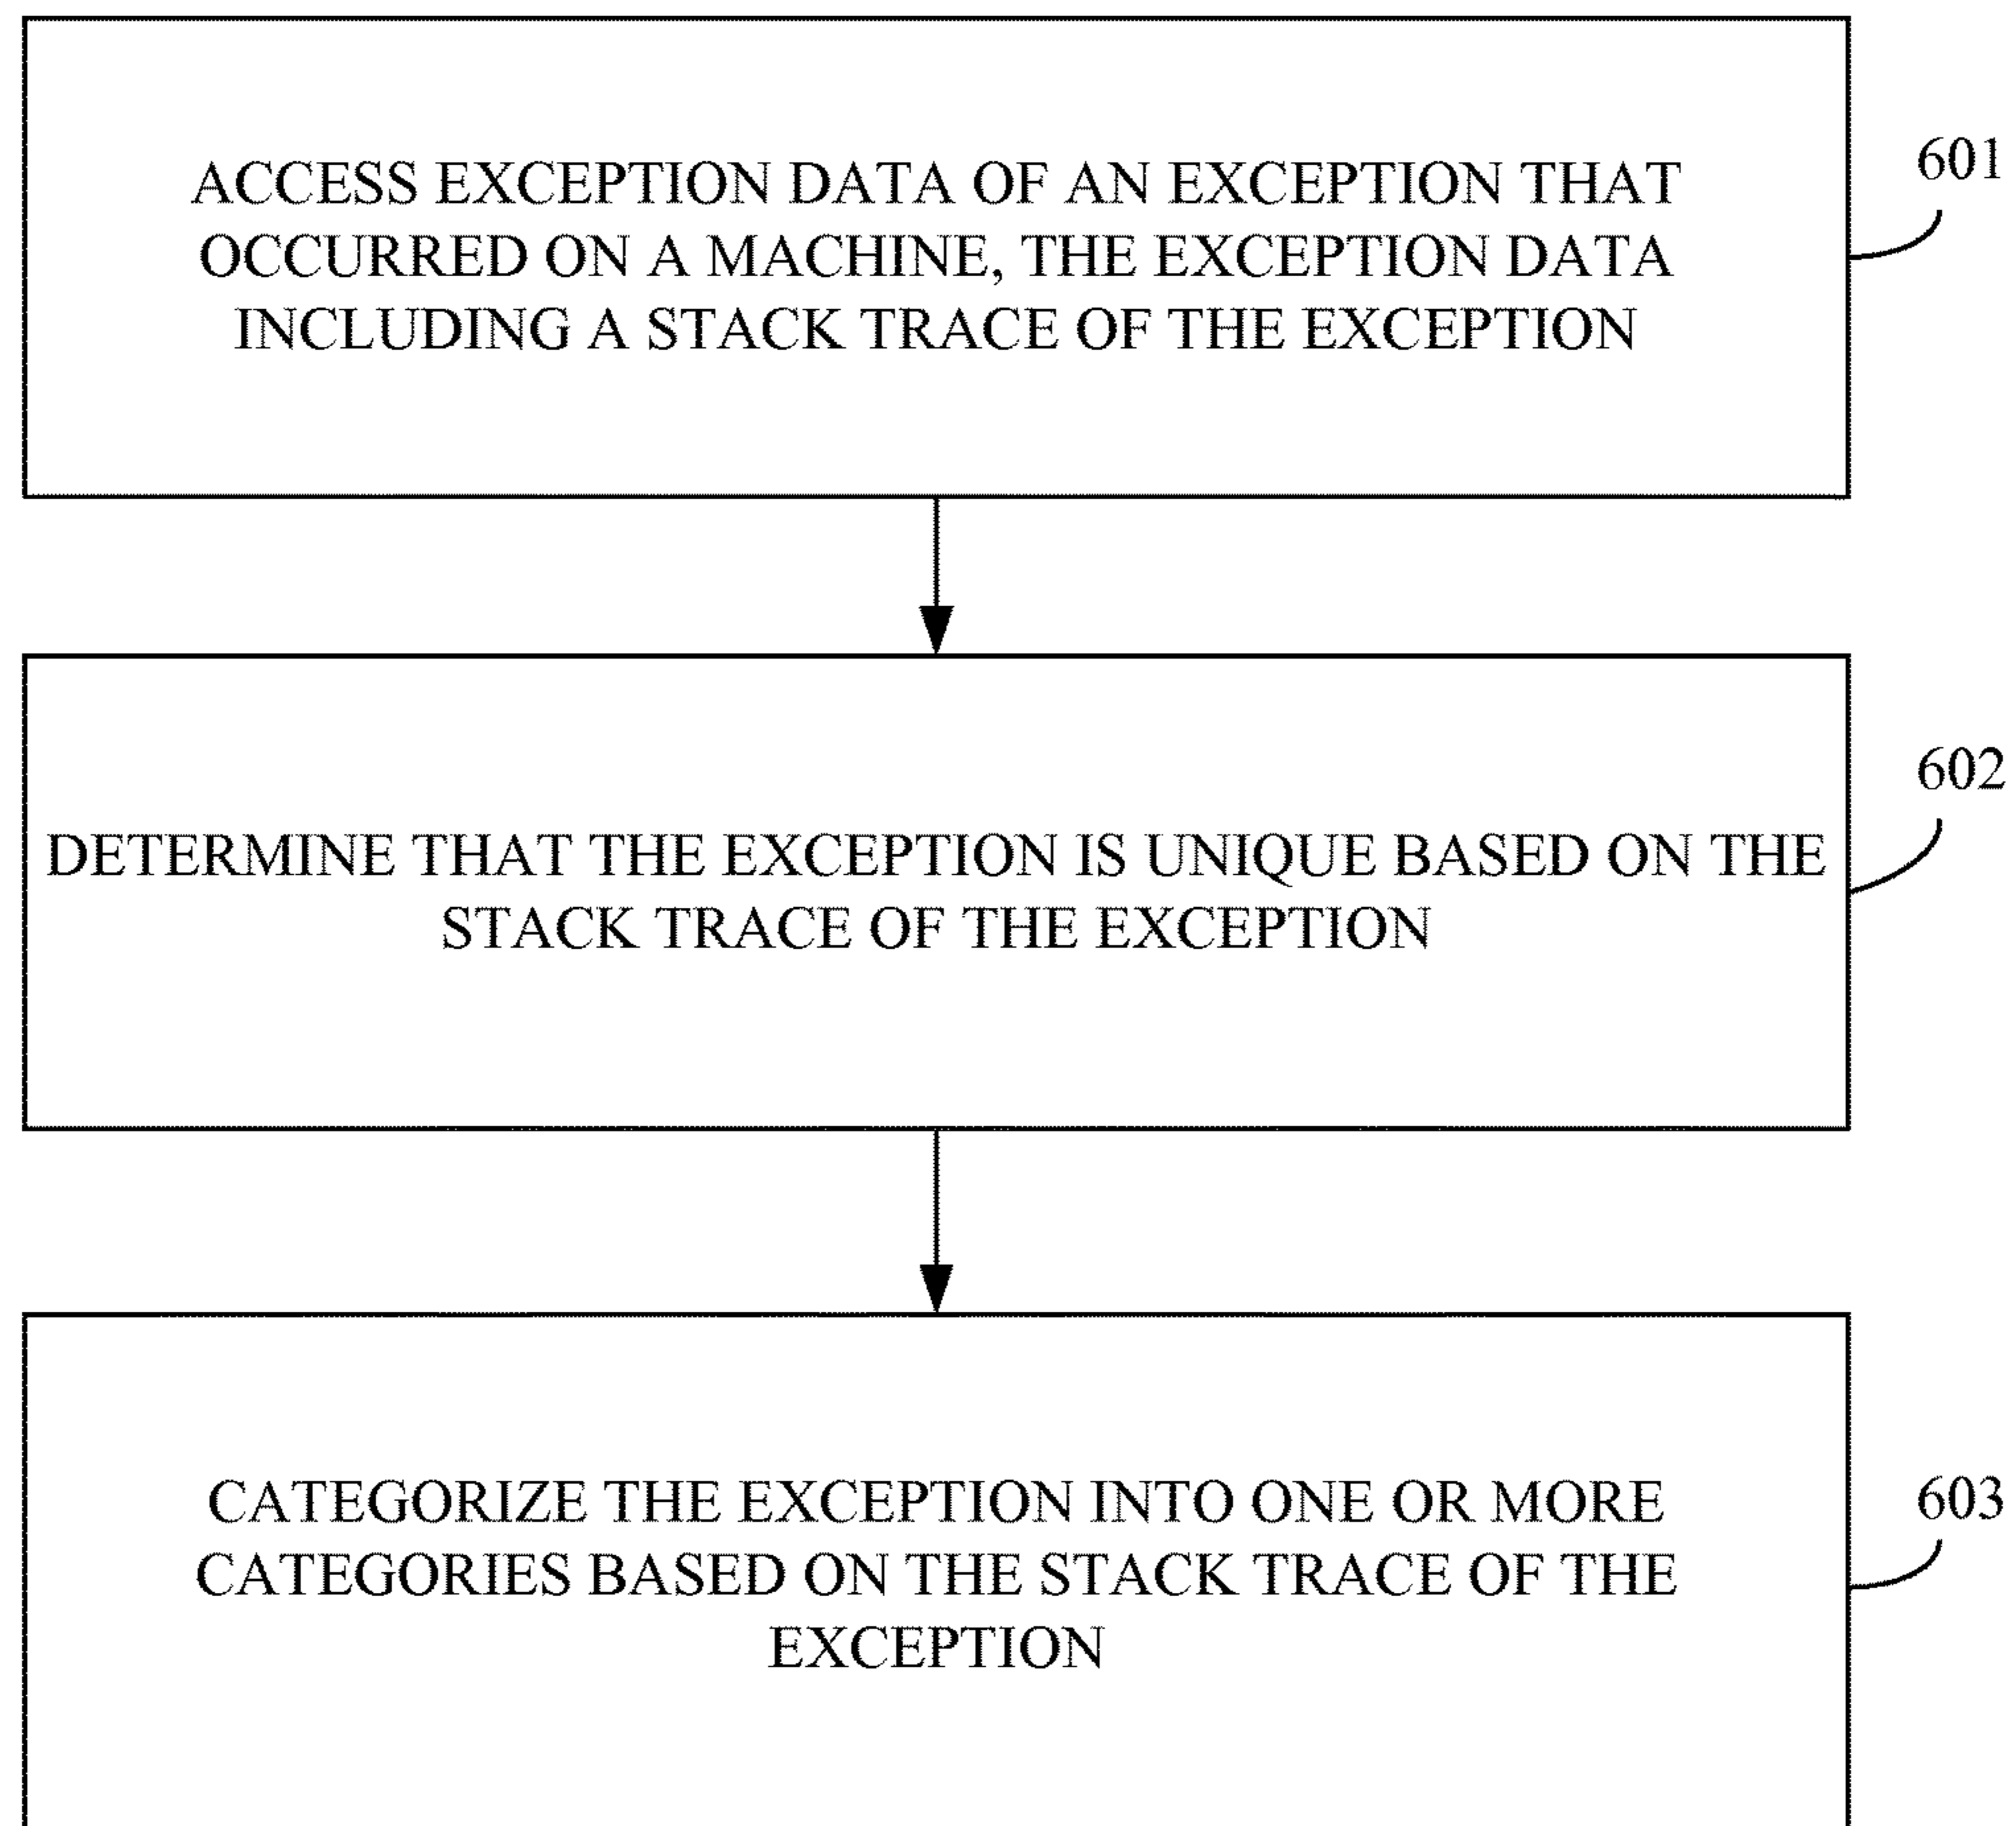 ACCESS EXCEPTION DATA OF AN EXCEPTION THAT
OCCURRED ON A MACHINE, THE EXCEPTION DATA
INCLUDING A STACK TRACE OF THE EXCEPTION
601
DETERMINE THAT THE EXCEPTION IS UNIQUE BASED ON THE
STACK TRACE OF THE EXCEPTION
602
CATEGORIZE THE EXCEPTION INTO ONE OR MORE
CATEGORIES BASED ON THE STACK TRACE OF THE
EXCEPTION
603